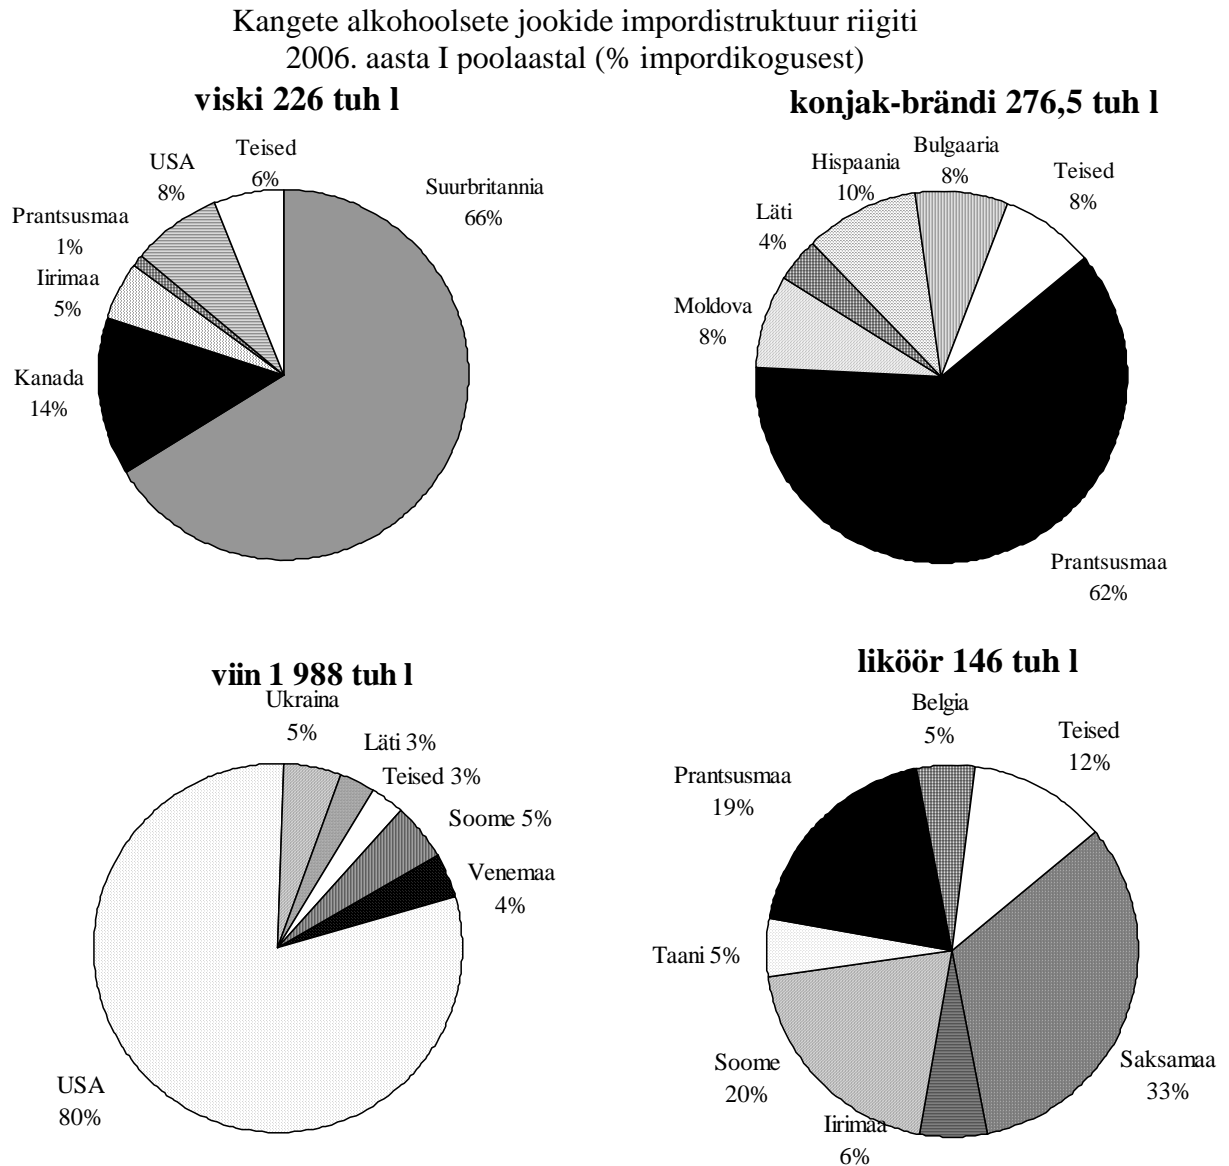 Kangete alkohoolsete jookide impordistruktuur riigiti
2006. aasta I poolaastal (% impordikogusest)
viski 226 tuh l
Teised
6%
USA
8%
Suurbritannia
66%
Prantsusmaa
1%
Iirimaa
5%
Kanada
14%
konjak-brändi 276,5 tuh l
Bulgaaria
8%
Hispaania
10%
Teised
8%
Läti
4%
Moldova
8%
Prantsusmaa
62%
viin 1 988 tuh l
Ukraina
5%
Läti 3%
Teised 3%
Soome 5%
Venemaa
4%
USA
80%
liköör 146 tuh l
Belgia
5%
Teised
12%
Prantsusmaa
19%
Taani 5%
Soome
20%
Iirimaa
6%
Saksamaa
33%